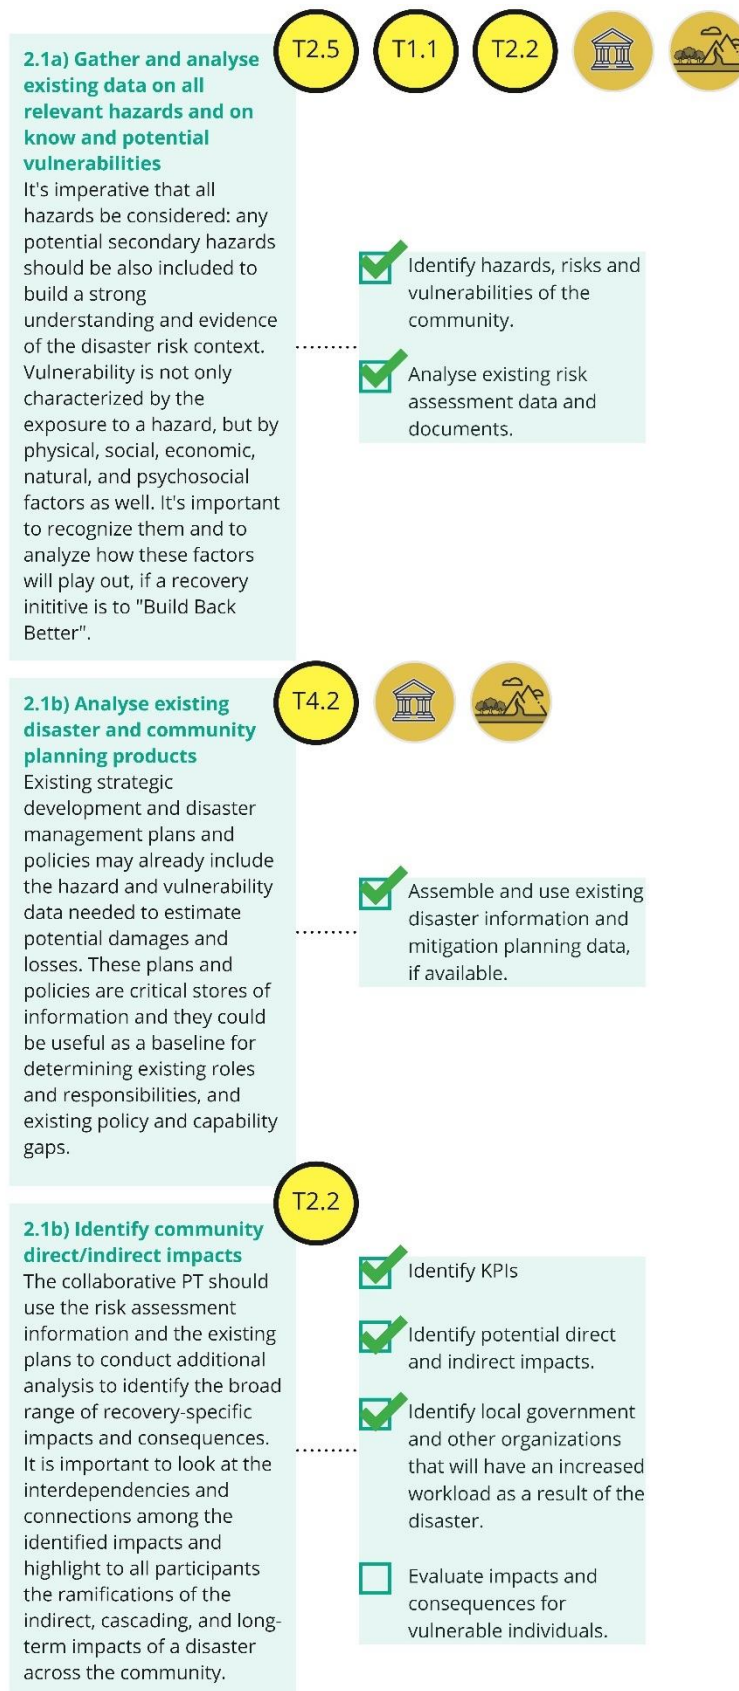 T2.5
T1.1
T2.2
2.1a) Gather and analyse
existing data on all
relevant hazards and on
know and potential
vulnerabilities
It's imperative that all
hazards be considered: any
potential secondary hazards
should be also included to
build a strong
understanding and evidence
of the disaster risk context.
Vulnerability is not only
characterized by the
exposure to a hazard, but by
physical, social, economic,
natural, and psychosocial
factors as well. It's important
to recognize them and to
analyze how these factors
will play out, if a recovery
inititive is to "Build Back
Better".
Identify hazards, risks and
vulnerabilities of the
community.
Analyse existing risk
assessment data and
documents.
T4.2
2.1b) Analyse existing
disaster and community
planning products
Existing strategic
development and disaster
management plans and
policies may already include
the hazard and vulnerability
data needed to estimate
potential damages and
losses. These plans and
policies are critical stores of
information and they could
be useful as a baseline for
determining existing roles
and responsibilities, and
existing policy and capability
gaps.
Assemble and use existing
disaster information and
mitigation planning data,
if available.
T2.2
2.1b) Identify community
direct/indirect impacts
The collaborative PT should
use the risk assessment
information and the existing
plans to conduct additional
analysis to identify the broad
range of recovery-specific
impacts and consequences.
It is important to look at the
interdependencies and
connections among the
identified impacts and
highlight to all participants
the ramifications of the
indirect, cascading, and long-
term impacts of a disaster
across the community.
Identify KPIs
Identify potential direct
and indirect impacts.
Identify local government
and other organizations
that will have an increased
workload as a result of the
disaster.
Evaluate impacts and
consequences for
vulnerable individuals.